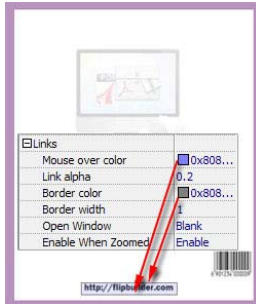 Links
Mouse over color 0x808...
Link alpha 0.2
Border color 0x808...
Border width 1
Open Window Blank
Enable When Zoomed Enable
http://flipbuilder.com